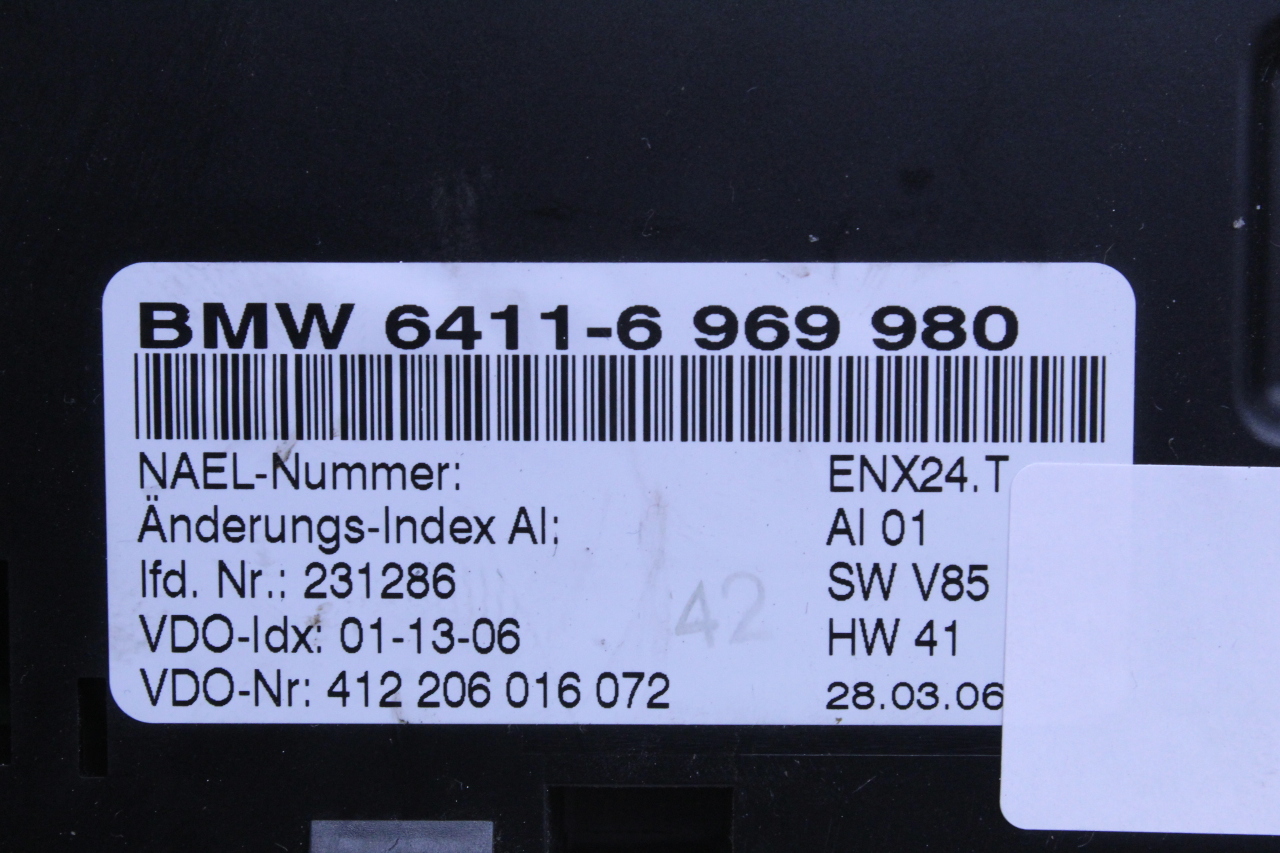 BMW 6411-6 969 980
NAEL-Nummer: ENX24.T
Änderungs-Index AI: AI 01
lfd. Nr.: 231286 SW V85
42
VDO-Idx: 01-13-06 HW 41
VDO-Nr: 412 206 016 072 28.03.06